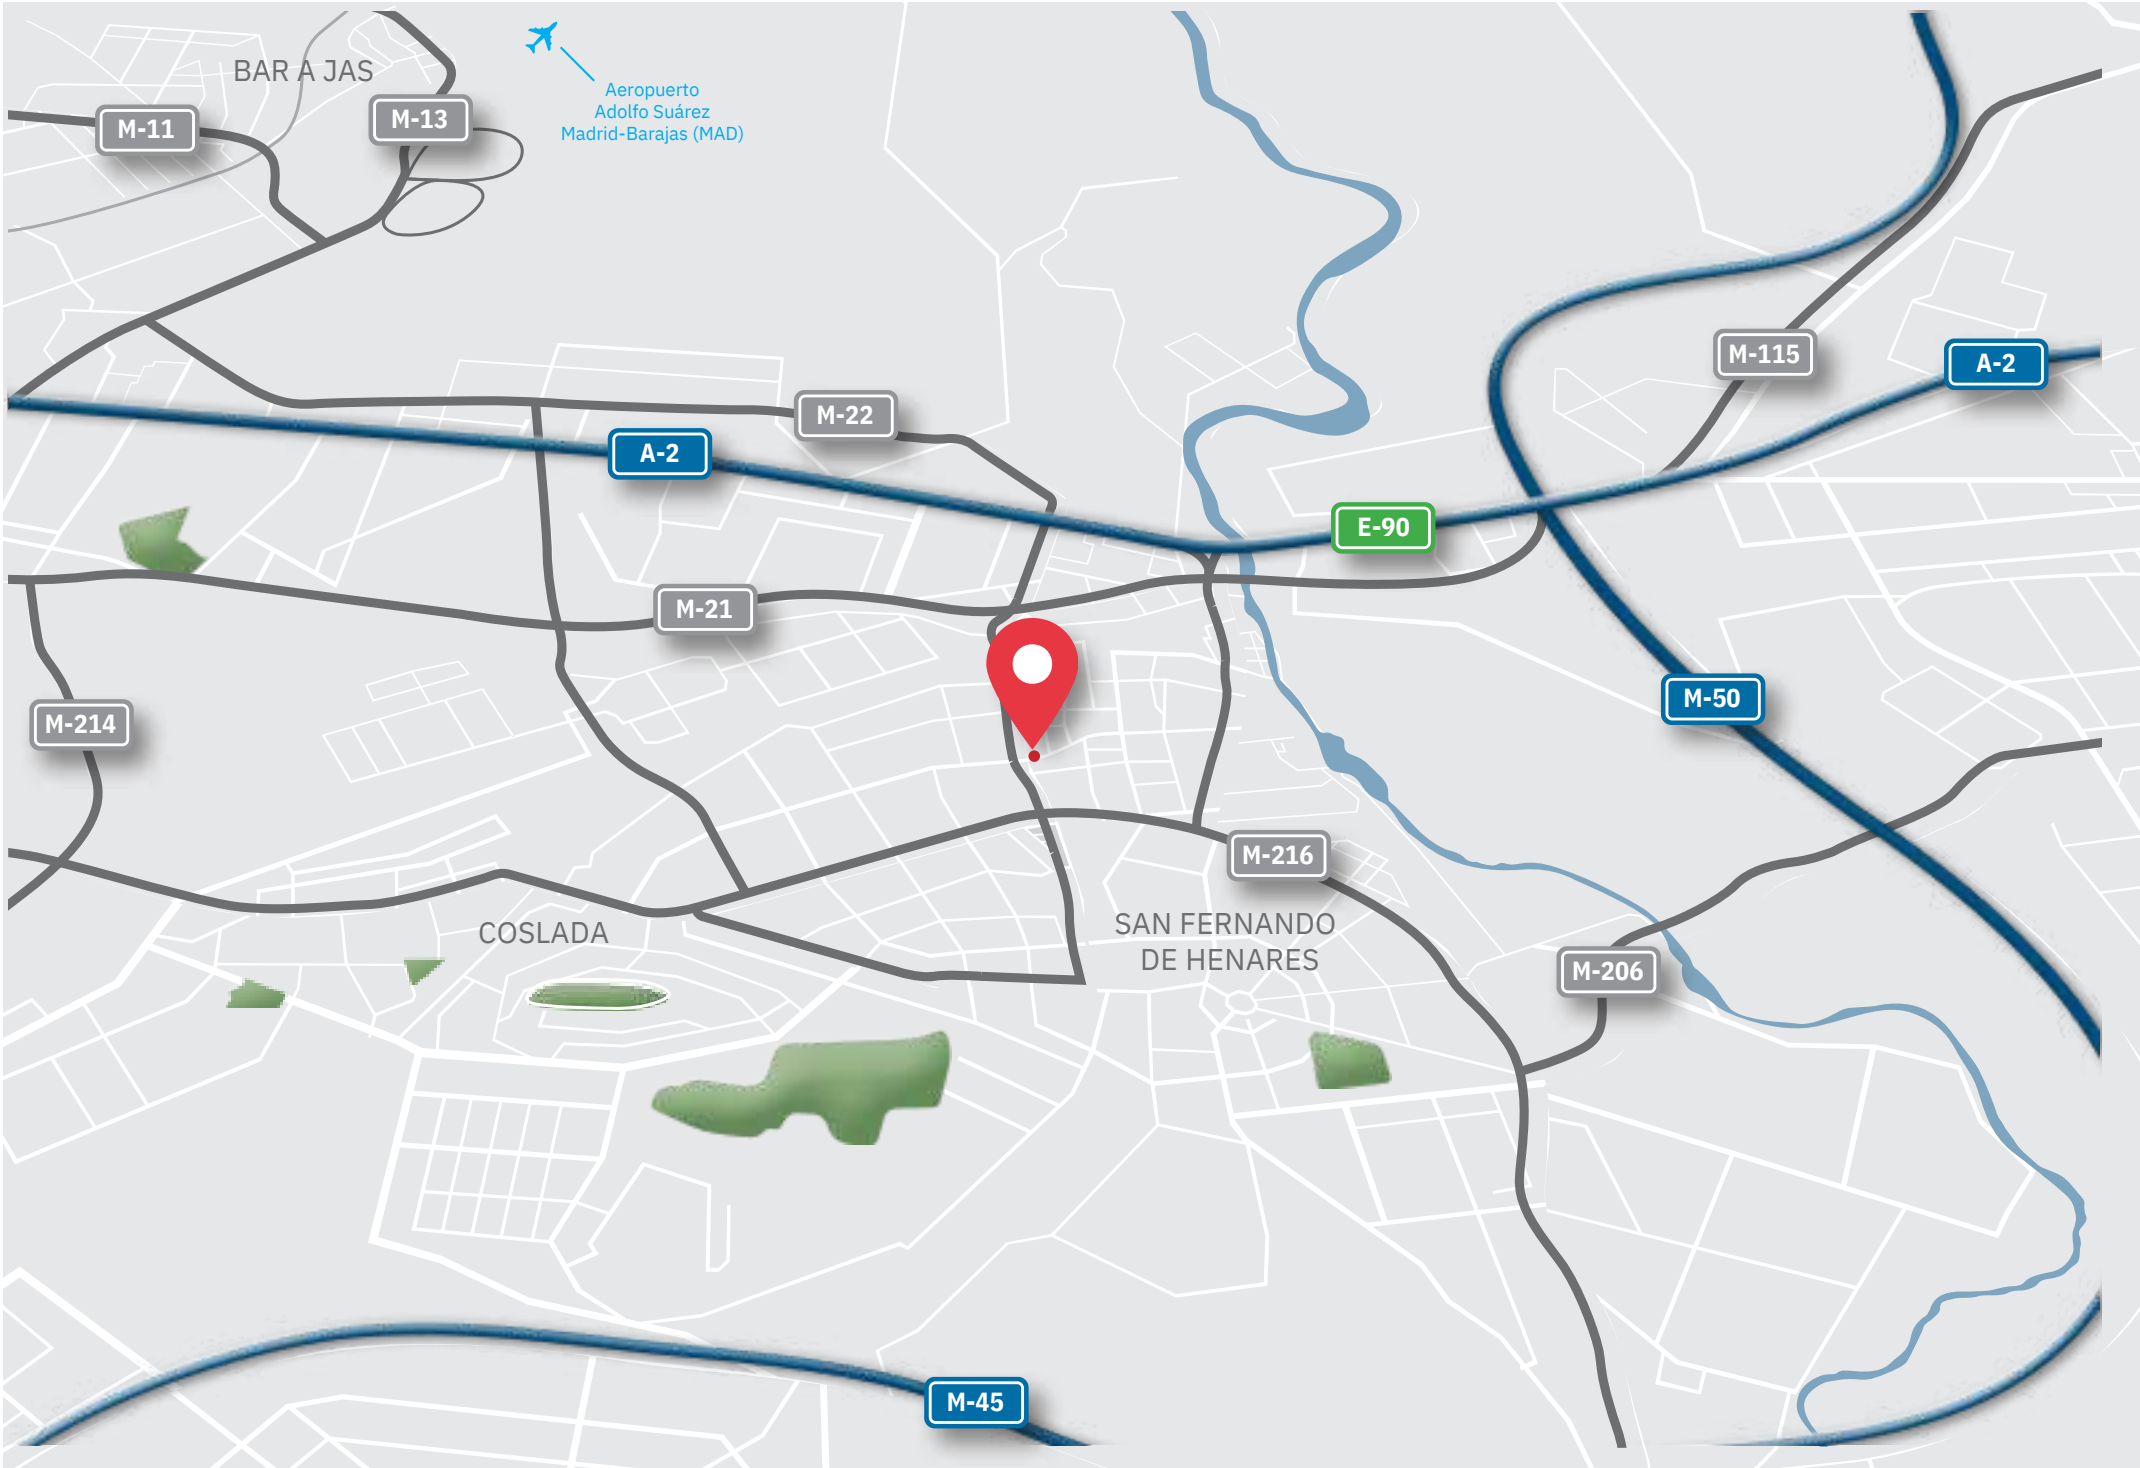 BAR A JAS
M-13
M-11
Aeropuerto
Adolfo Suárez
Madrid-Barajas (MAD)
M-115
A-2
M-22
A-2
E-90
M-21
M-50
M-214
M-216
COSLADA
SAN FERNANDO
DE HENARES
M-206
M-45